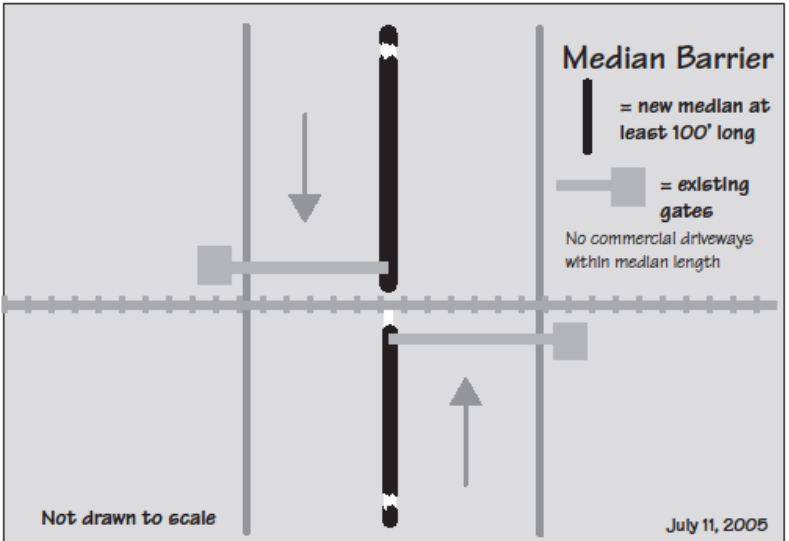 Median Barrier
= new median at
least 100' long
= existing
gates
No commercial driveways
within median length
Not drawn to scale
July 11, 2005